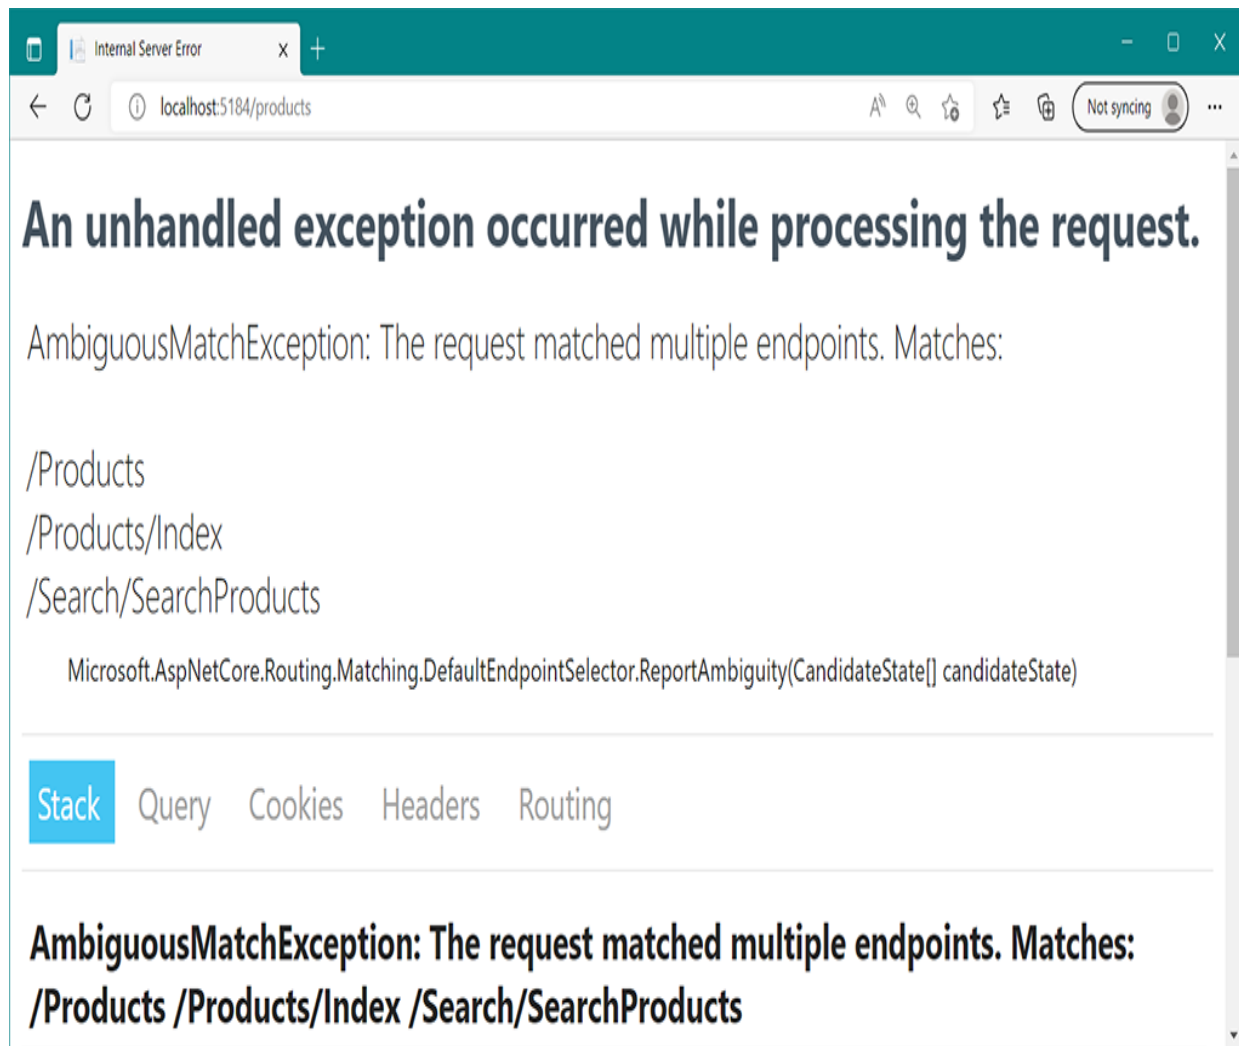 Internal Server Error
localhost:5184/products
Not syncing
An unhandled exception occurred while processing the request.
AmbiguousMatchException: The request matched multiple endpoints. Matches:
/Products
/Products/Index
/Search/SearchProducts
Microsoft.AspNetCore.Routing.Matching.DefaultEndpointSelector.ReportAmbiguity(CandidateState[] candidateState)
Stack Query Cookies Headers Routing
AmbiguousMatchException: The request matched multiple endpoints. Matches:
/Products /Products/Index /Search/SearchProducts